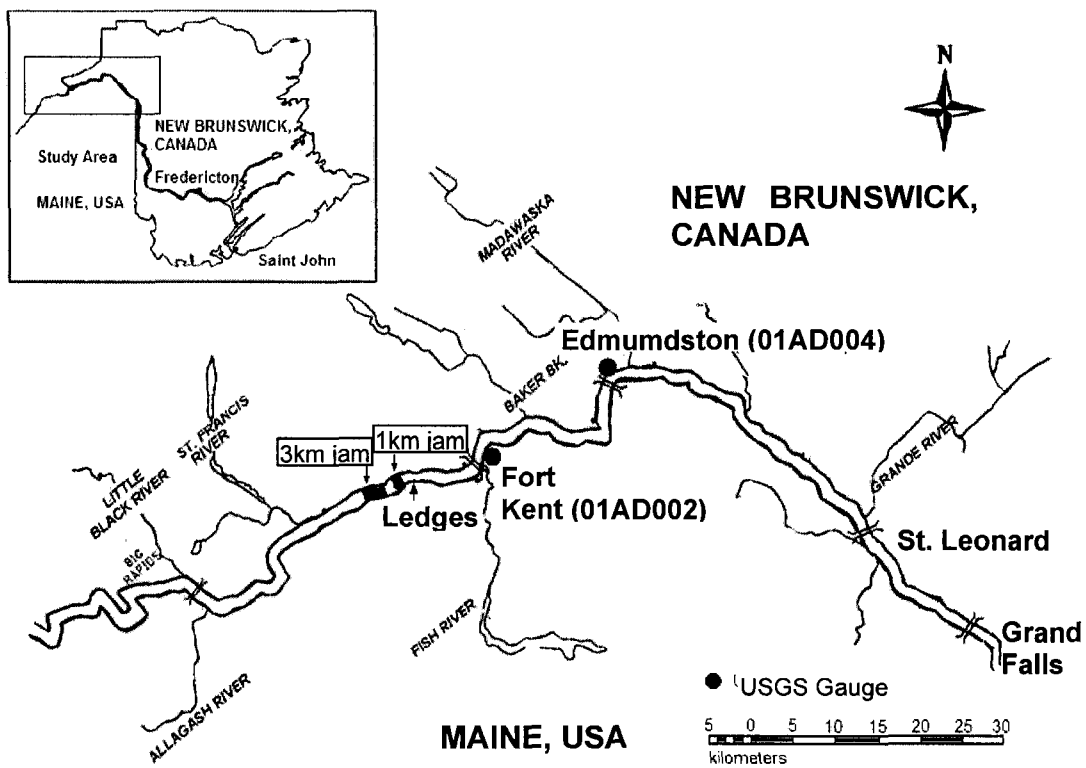 NEW BRUNSWICK,
CANADA
Study Area
Fredericton
MAINE, USA
Saint John
N
NEW BRUNSWICK,
CANADA
MADAWASKA
RIVER
Edmumdston (01AD004)
BAKER BK.
ST. FRANCIS
RIVER
3km jam
1km jam
GRANDE RIVER
LITTLE
BLACK RIVER
Ledges
Fort
Kent (01AD002)
St. Leonard
BIG
RAPIDS
FISH RIVER
Grand
Falls
ALLAGASH RIVER
USGS Gauge
MAINE, USA
5 0 5 10 15 20 25 30
kilometers